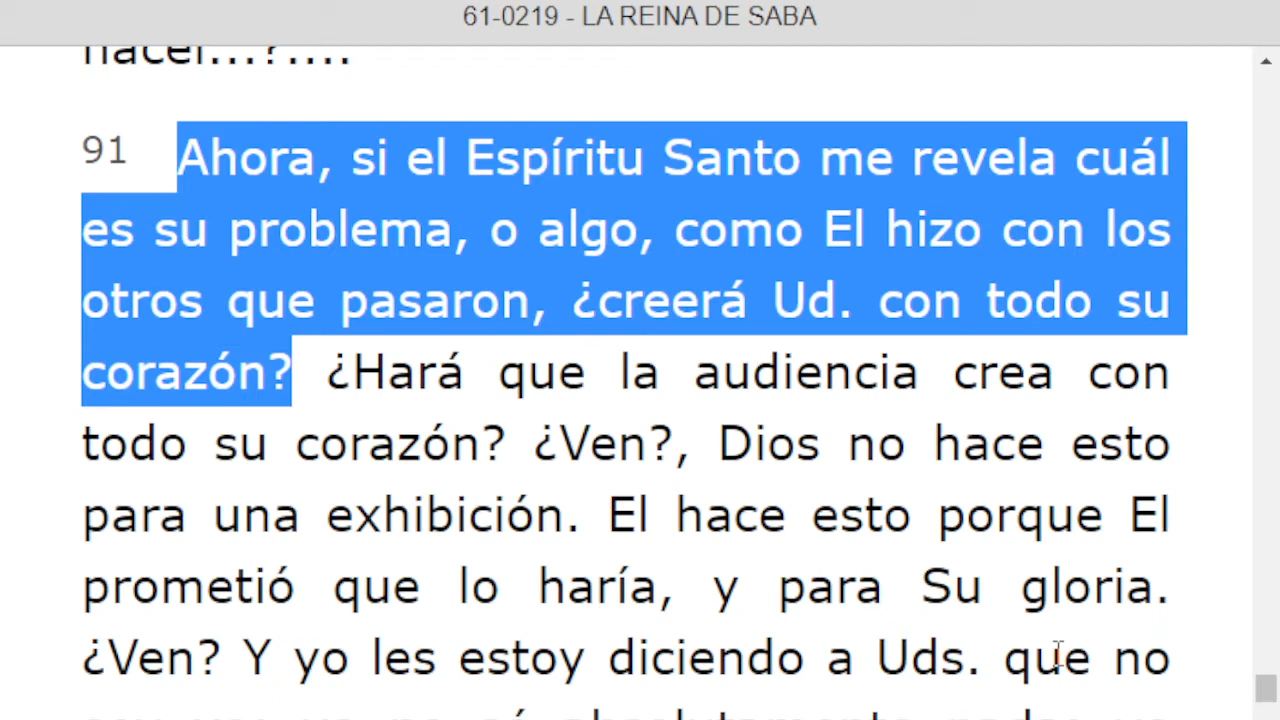 61-0219 - LA REINA DE SABA
hacer...?....
91 Ahora, si el Espíritu Santo me revela cuál
es su problema, o algo, como El hizo con los
otros que pasaron, ¿creerá Ud. con todo su
corazón? ¿Hará que la audiencia crea con
todo su corazón? ¿Ven?, Dios no hace esto
para una exhibición. El hace esto porque El
prometió que lo haría, y para Su gloria.
¿Ven? Y yo les estoy diciendo a Uds. que no